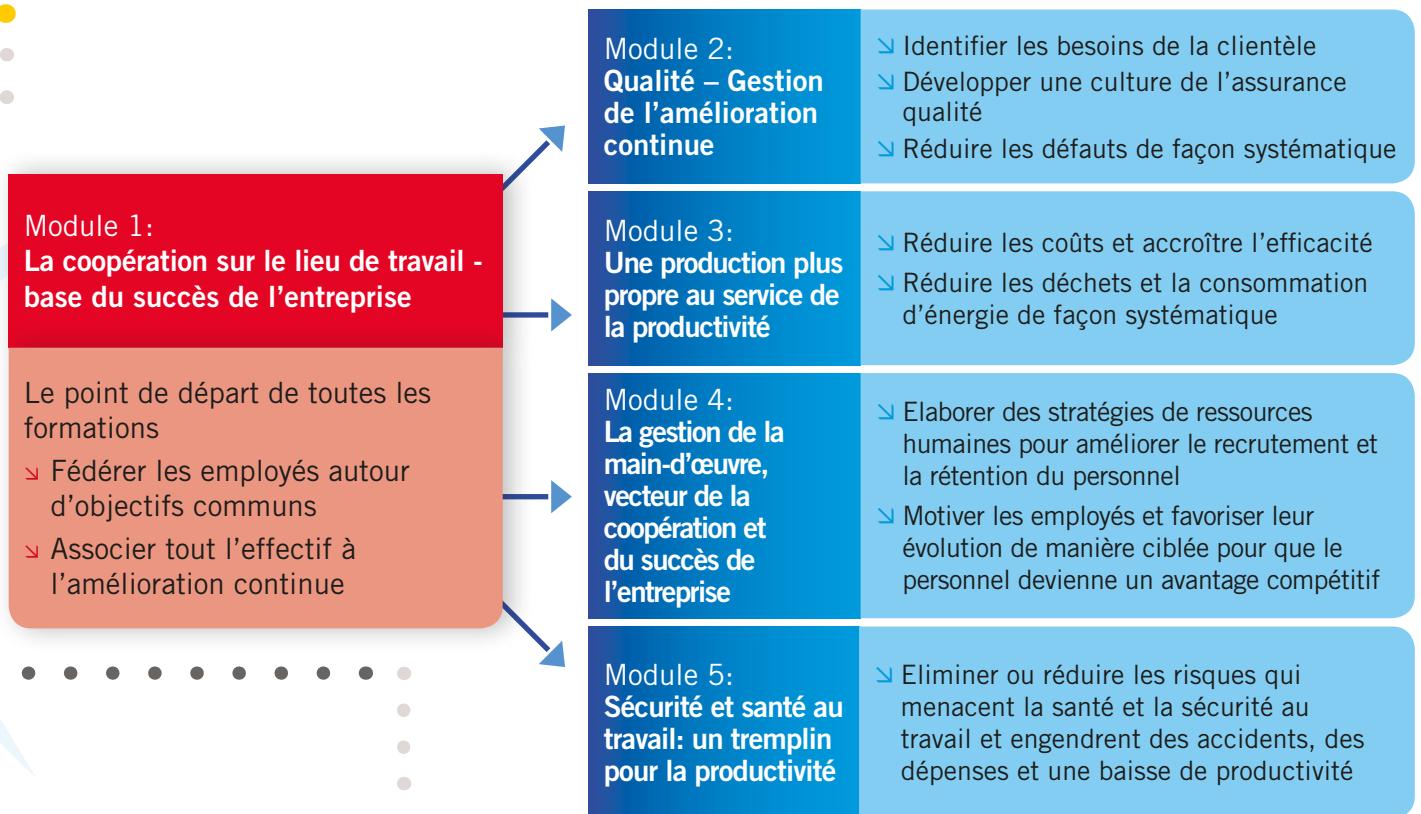 Module 1:
La coopération sur le lieu de travail -
base du succès de l'entreprise
Le point de départ de toutes les
formations
Fédérer les employés autour
d'objectifs communs
Associer tout l'effectif à
l'amélioration continue
Module 2:
Qualité – Gestion
de l'amélioration
continue
Identifier les besoins de la clientèle
Développer une culture de l'assurance
qualité
Réduire les défauts de façon systématique
Module 3:
Une production plus
propre au service de
la productivité
Réduire les coûts et accroître l'efficacité
Réduire les déchets et la consommation
d'énergie de façon systématique
Module 4:
La gestion de la
main-d'œuvre,
vecteur de la
coopération et
du succès de
l'entreprise
Elaborer des stratégies de ressources
humaines pour améliorer le recrutement et
la rétention du personnel
Motiver les employés et favoriser leur
évolution de manière ciblée pour que le
personnel devienne un avantage compétitif
Module 5:
Sécurité et santé au
travail: un tremplin
pour la productivité
Eliminer ou réduire les risques qui
menacent la santé et la sécurité au
travail et engendrent des accidents, des
dépenses et une baisse de productivité